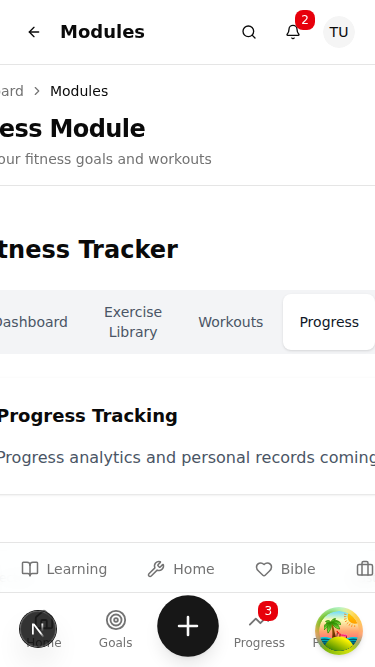 Modules
2
TU
ard > Modules
ess Module
our fitness goals and workouts
tness Tracker
Dashboard
Exercise
Library
Workouts
Progress
Progress Tracking
Progress analytics and personal records coming
Learning
Home
Bible
N
Home
Goals
+
3
Progress